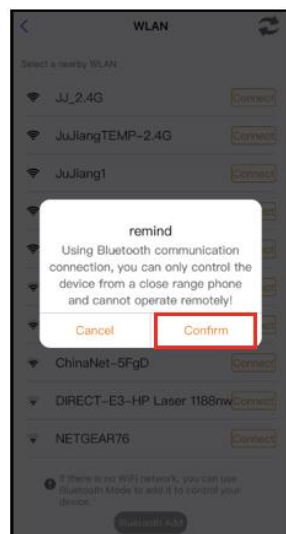 WLAN
Select a nearby WLAN
JJ_2.4G Connect
JuJiangTEMP-2.4G Connect
JuJiang1 Connect
remind
Using Bluetooth communication
connection, you can only control the
device from a close range phone
and cannot operate remotely!
Cancel Confirm
ChinaNet-5FgD Connect
DIRECT-E3-HP Laser 1188nw Connect
NETGEAR76 Connect
If there is no WiFi network, you can use
Bluetooth Mode to add it to control your
device.
Bluetooth Add